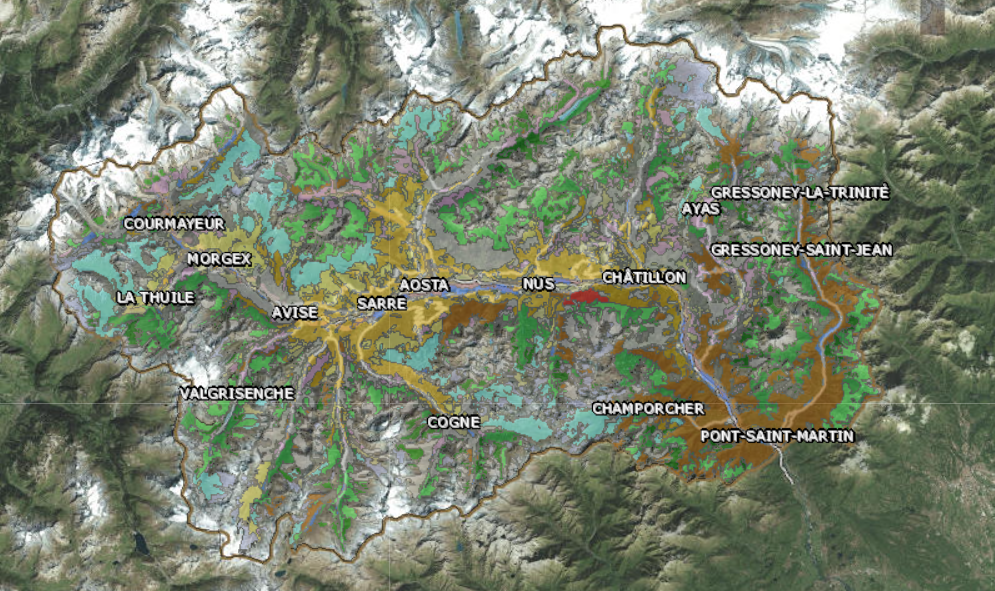 GRESSONEY-LA-TRINITÈ
AYAS
COURMAYEUR
GRESSONEY-SAINT-JEAN
MORGEX
CHÂTILLON
AOSTA
NUS
LA THUILE
SARRE
AVISE
VALGRISENCHE
CHAMPORCHER
COGNE
PONT-SAINT-MARTIN